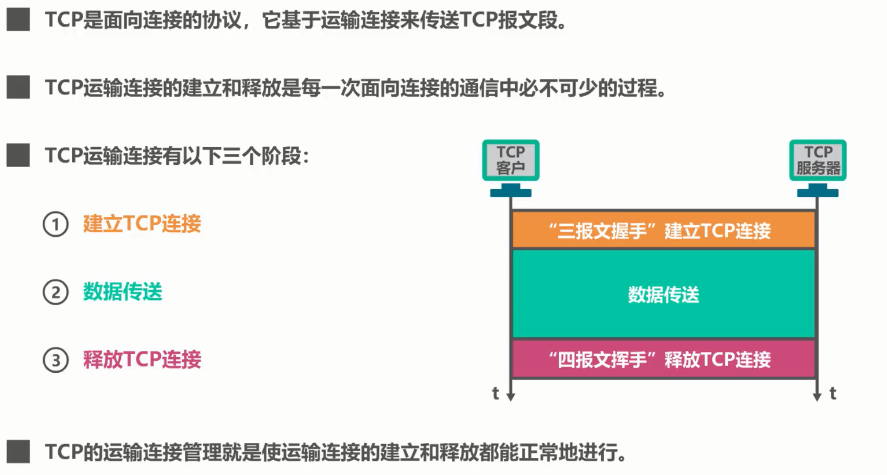 TCP是面向连接的协议，它基于运输连接来传送TCP报文段。
TCP运输连接的建立和释放是每一次面向连接的通信中必不可少的过程。
TCP运输连接有以下三个阶段：
① 建立TCP连接
② 数据传送
③ 释放TCP连接
TCP
客户
TCP
服务器
“三报文握手”建立TCP连接
数据传送
“四报文挥手”释放TCP连接
t
t
TCP的运输连接管理就是使运输连接的建立和释放都能正常地进行。